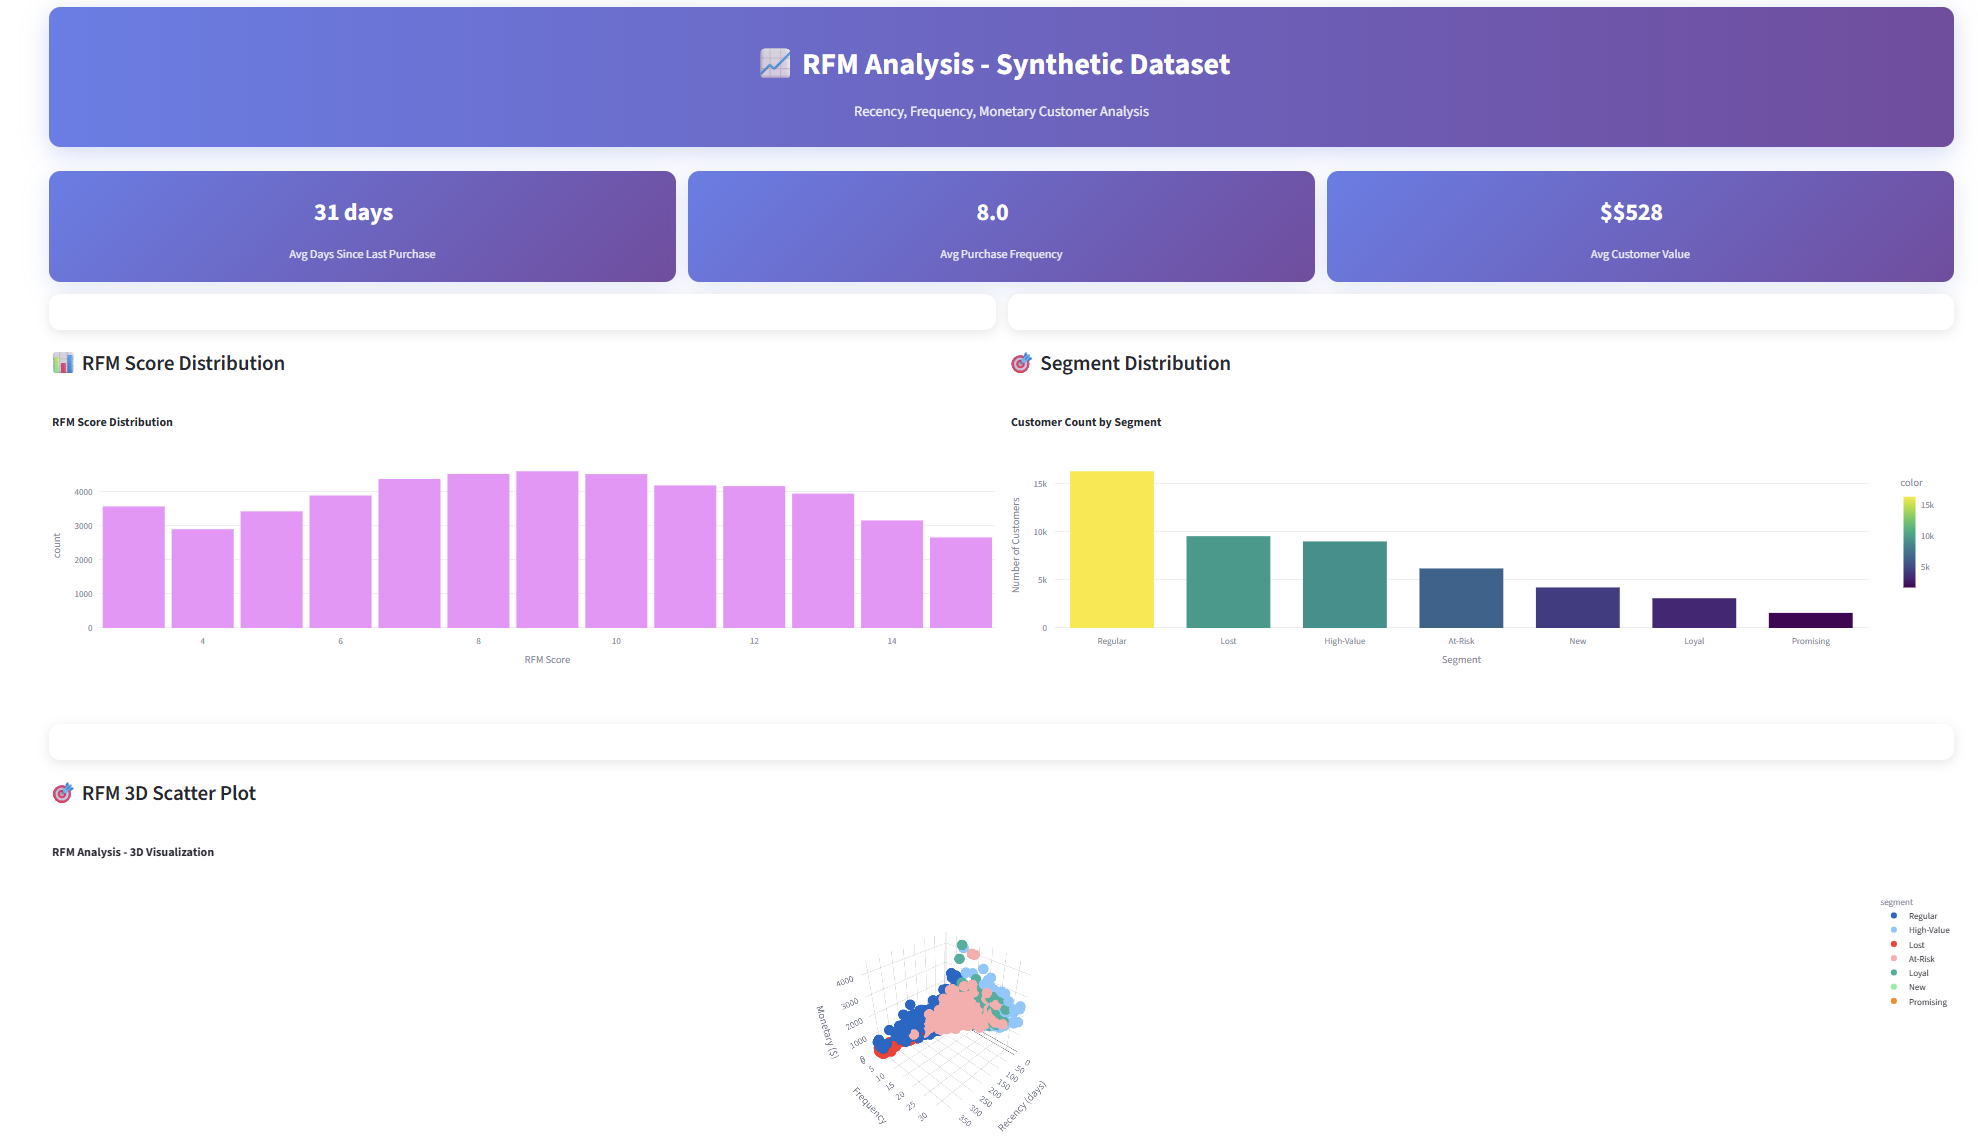 📈 RFM Analysis - Synthetic Dataset
Recency, Frequency, Monetary Customer Analysis
31 days
Avg Days Since Last Purchase
8.0
Avg Purchase Frequency
$$528
Avg Customer Value
📊 RFM Score Distribution
RFM Score Distribution
4000
3000
2000
1000
0
count
4 6 8 10 12 14
RFM Score
🎯 Segment Distribution
Customer Count by Segment
15k
10k
5k
0
Number of Customers
Regular Lost High-Value At-Risk New Loyal Promising
Segment
color
15k
10k
5k
🎯 RFM 3D Scatter Plot
RFM Analysis - 3D Visualization
4000
3000
2000
1000
0
Monetary ($)
0 5 10 15 20 25 30
Frequency
0 50 100 150 200 250 300 350
Recency (days)
segment
Regular
High-Value
Lost
At-Risk
Loyal
New
Promising